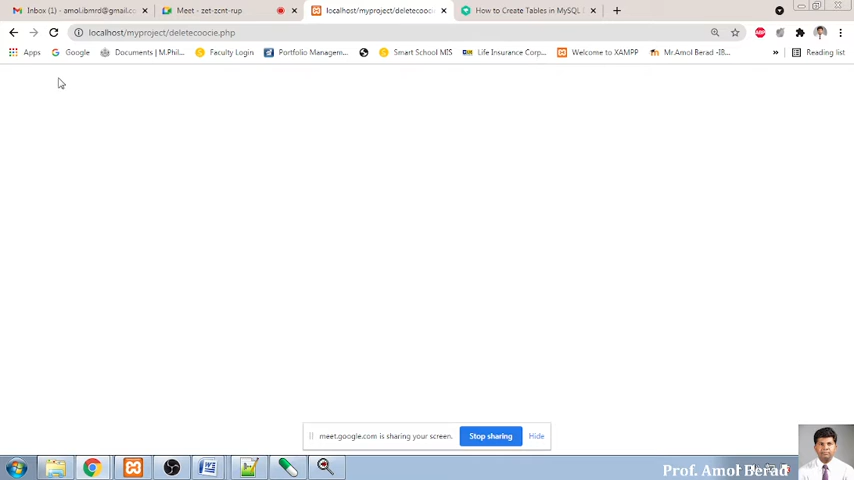 Inbox (1) - amol.ibmrd@gmail.co
Meet - zet-zcnt-rup
localhost/myproject/deletecoocie
How to Create Tables in MySQL
localhost/myproject/deletecoocie.php
Apps
Google
Documents | M.Phil...
Faculty Login
Portfolio Managem...
Smart School MIS
Life Insurance Corp...
Welcome to XAMPP
Mr.Amol Berad -IB...
»
Reading list
meet.google.com is sharing your screen.
Stop sharing
Hide
Prof. Amol Berad